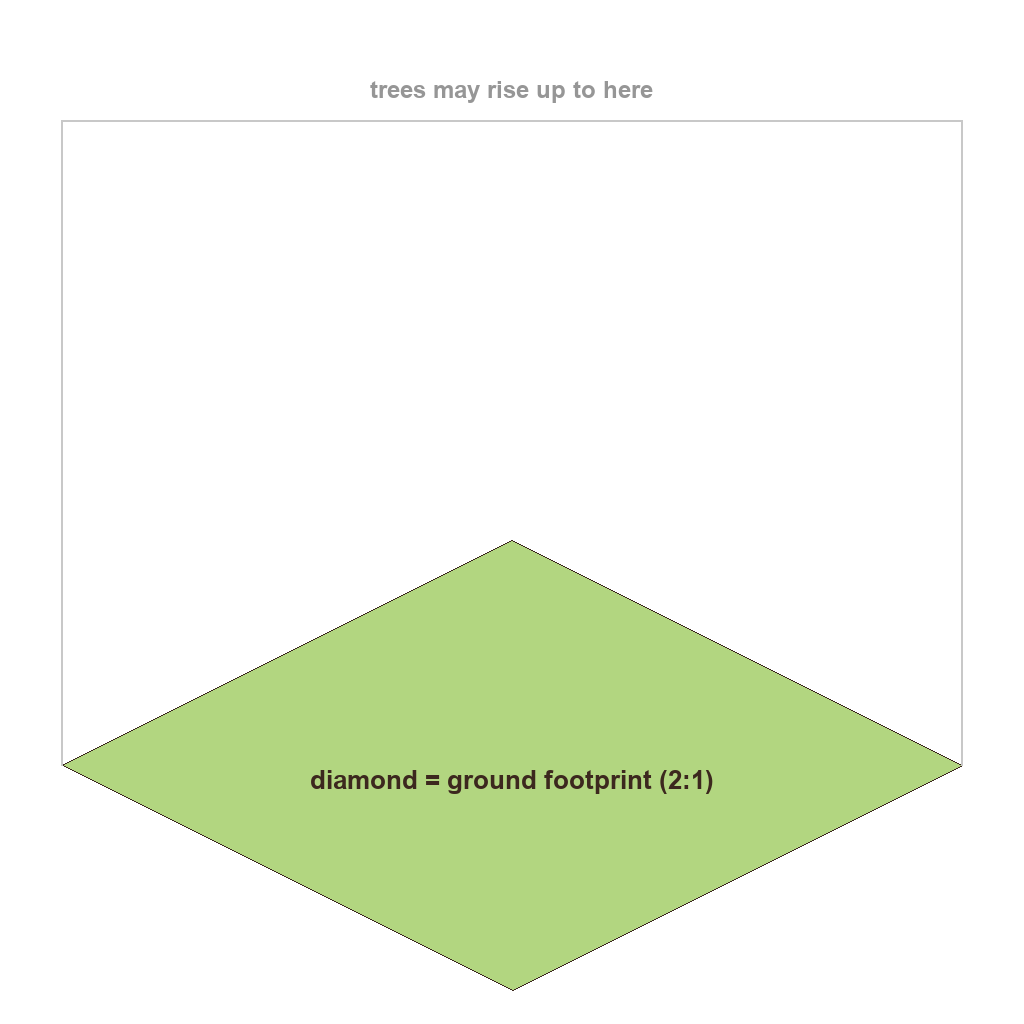 trees may rise up to here
diamond = ground footprint (2:1)